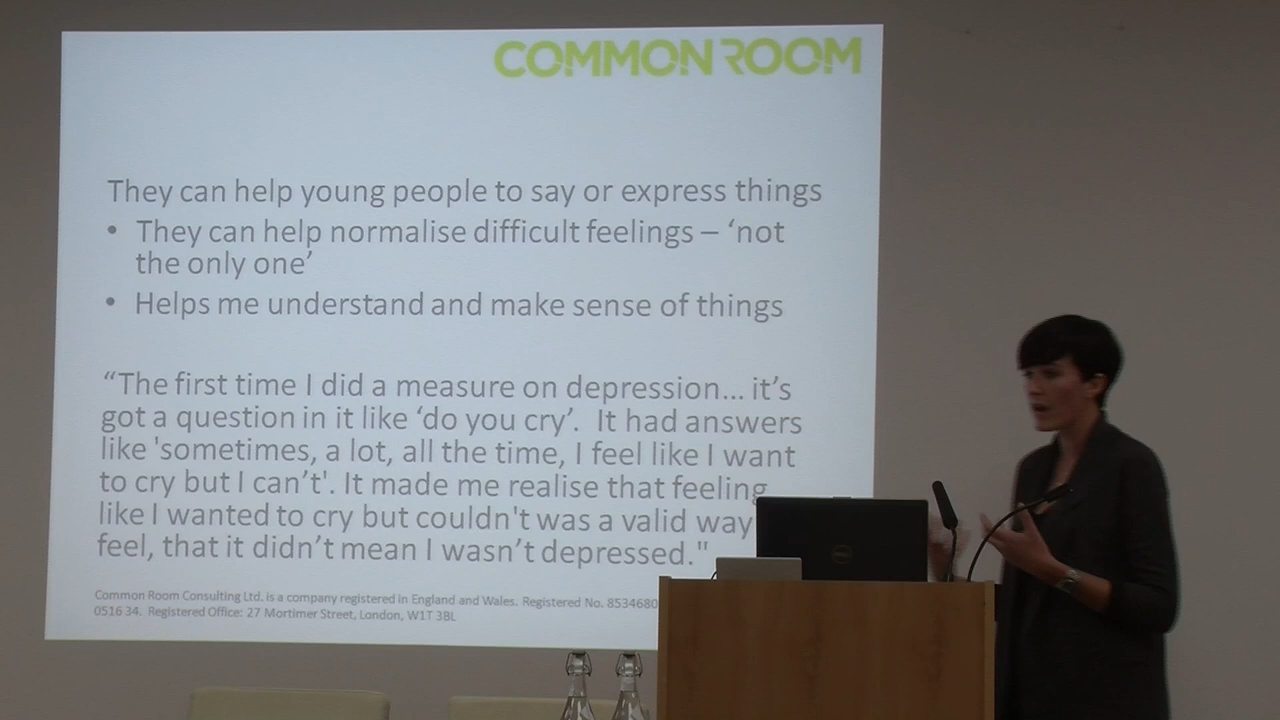 COMMON ROOM
They can help young people to say or express things
• They can help normalise difficult feelings – ‘not
the only one’
• Helps me understand and make sense of things
“The first time I did a measure on depression... it’s
got a question in it like ‘do you cry’. It had answers
like 'sometimes, a lot, all the time, I feel like I want
to cry but I can’t'. It made me realise that feeling
like I wanted to cry but couldn't was a valid way
feel, that it didn’t mean I wasn’t depressed."
Common Room Consulting Ltd. is a company registered in England and Wales. Registered No. 8534680
0516 34. Registered Office: 27 Mortimer Street, London, W1T 3BL
DELL